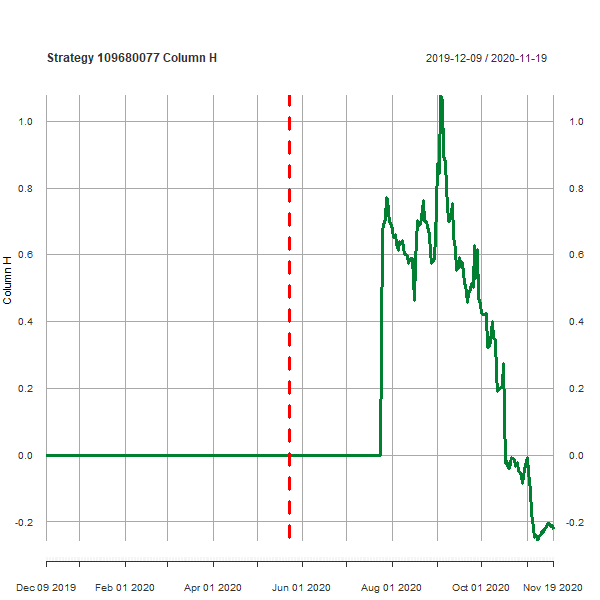 Strategy 109680077 Column H
2019-12-09 / 2020-11-19
1.0
1.0
0.8
0.8
0.6
0.6
Column H
0.4
0.4
0.2
0.2
0.0
0.0
-0.2
-0.2
Dec 09 2019
Feb 01 2020
Apr 01 2020
Jun 01 2020
Aug 01 2020
Oct 01 2020
Nov 19 2020